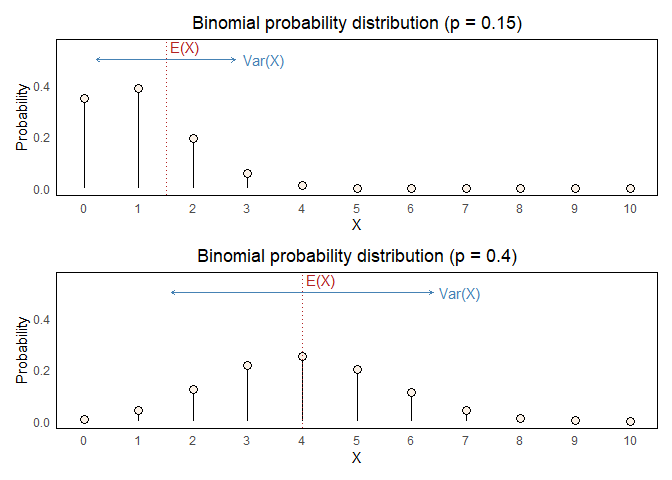 Binomial probability distribution (p = 0.15)
E(X)
Var(X)
Probability
0.4
0.2
0.0
0 1 2 3 4 5 6 7 8 9 10
X
Binomial probability distribution (p = 0.4)
E(X)
Var(X)
Probability
0.4
0.2
0.0
0 1 2 3 4 5 6 7 8 9 10
X